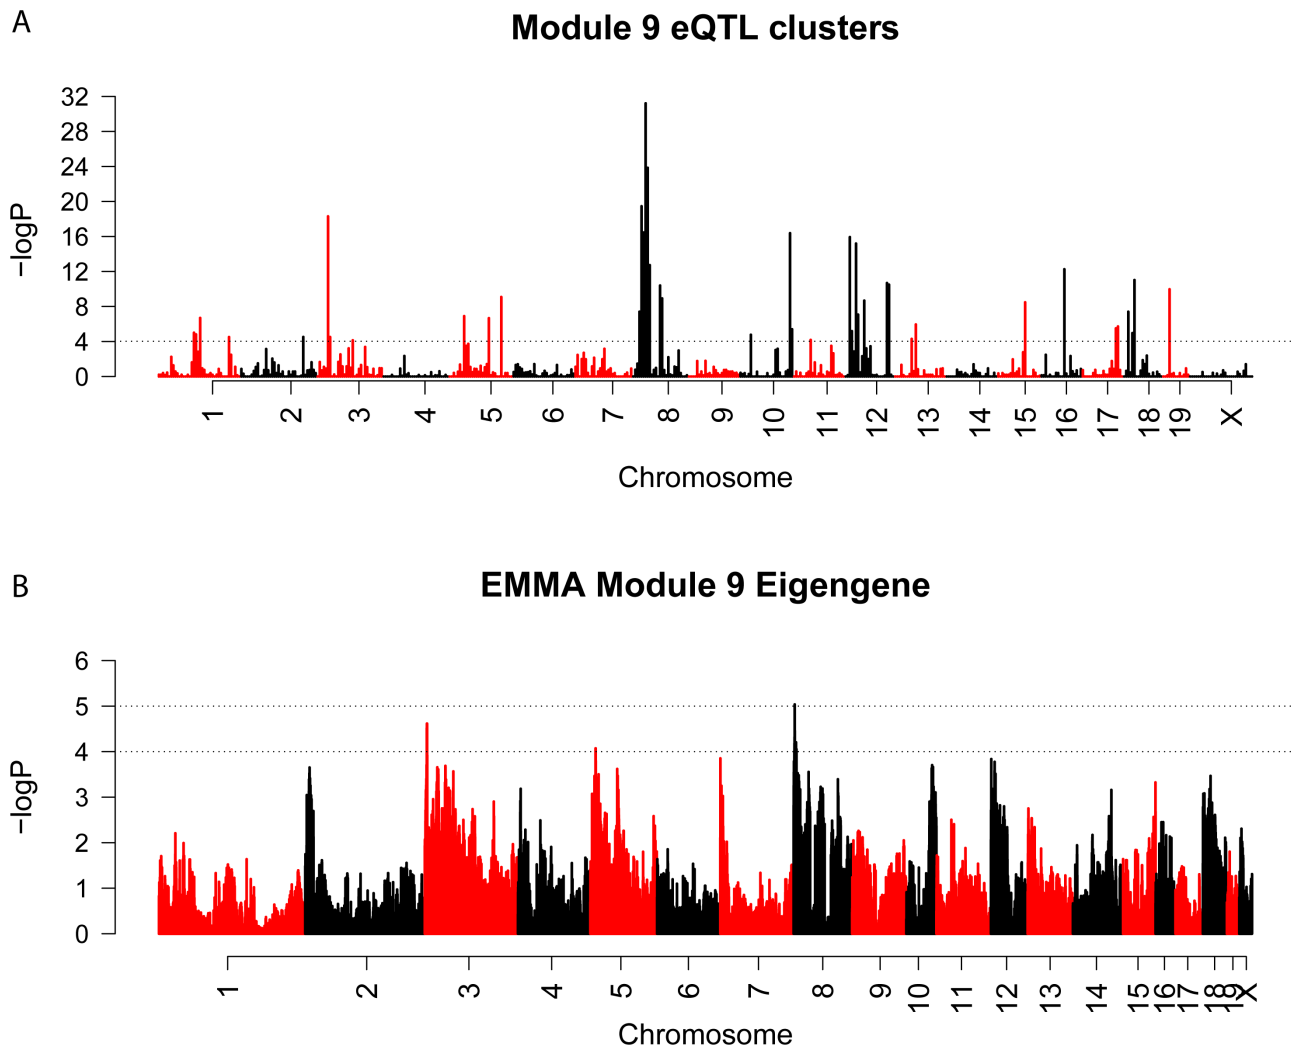 A
Module 9 eQTL clusters
32
28
24
20
16
12
8
4
0
−logP
1 2 3 4 5 6 7 8 9 10 11 12 13 14 15 16 17 18 19 X
Chromosome
B
EMMA Module 9 Eigengene
6
5
4
3
2
1
0
−logP
1 2 3 4 5 6 7 8 9 10 11 12 13 14 15 16 17 18 19 X
Chromosome